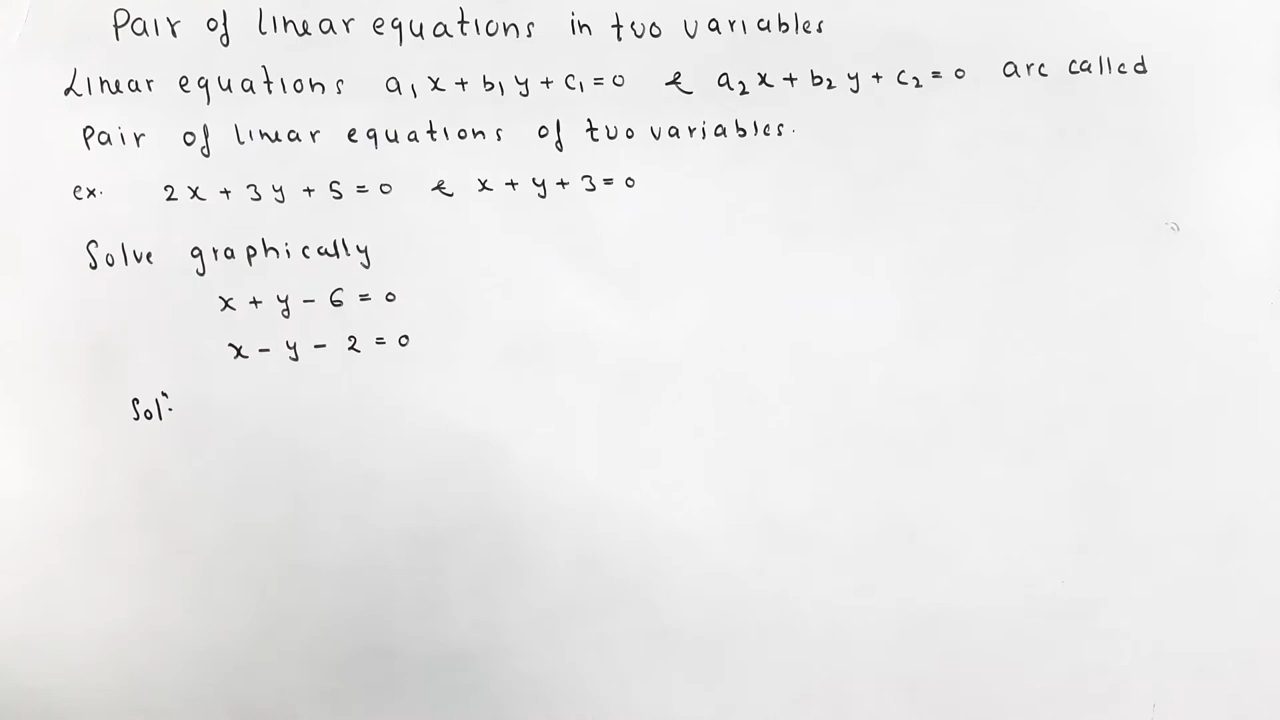 Pair of linear equations in two variables
Linear equations a₁x + b₁y + c₁ = 0 & a₂x + b₂y + c₂ = 0 are called
Pair of linear equations of two variables.
ex. 2x + 3y + 5 = 0 & x + y + 3 = 0
Solve graphically
x + y - 6 = 0
x - y - 2 = 0
Solⁿ: